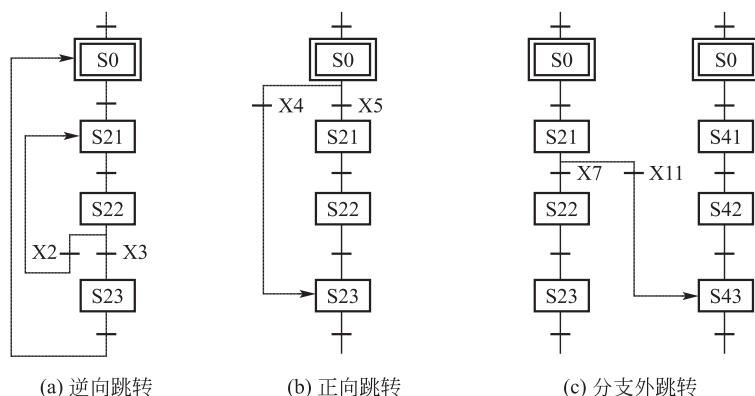 S0
S21
S22
X2 X3
S23
(a) 逆向跳转
S0
X4 X5
S21
S22
S23
(b) 正向跳转
S0 S0
S21 S41
X7 X11
S22 S42
S23 S43
(c) 分支外跳转